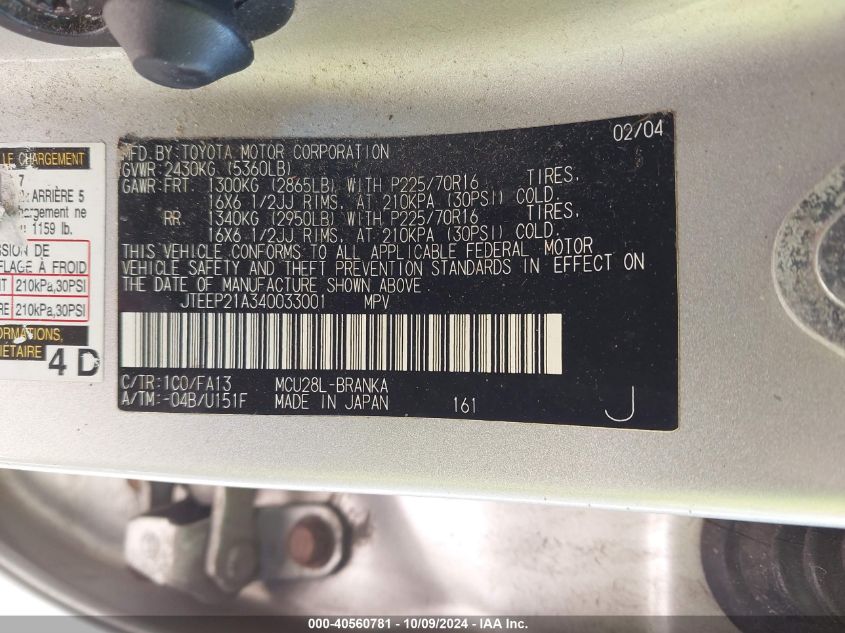 LE CHARGEMENT
7
ARRIÈRE 5
chargement ne
1159 lb.
SSION DE
FLAGE À FROID
NT 210kPa,30PSI
RE 210kPa,30PSI
ORMATIONS,
RIÉTAIRE
4D
02/04
MFD. BY: TOYOTA MOTOR CORPORATION
GVWR: 2430KG (5360LB)
GAWR: FRT. 1300KG (2865LB) WITH P225/70R16 TIRES,
16X6 1/2JJ RIMS, AT 210KPA (30PSI) COLD.
RR. 1340KG (2950LB) WITH P225/70R16 TIRES,
16X6 1/2JJ RIMS, AT 210KPA (30PSI) COLD.
THIS VEHICLE CONFORMS TO ALL APPLICABLE FEDERAL MOTOR
VEHICLE SAFETY AND THEFT PREVENTION STANDARDS IN EFFECT ON
THE DATE OF MANUFACTURE SHOWN ABOVE.
JTEEP21A340033001 MPV
C/TR: 1C0/FA13 MCU28L-BRANKA
A/TM: -04B/U151F MADE IN JAPAN 161 J
000-40560781 - 10/09/2024 - IAA Inc.